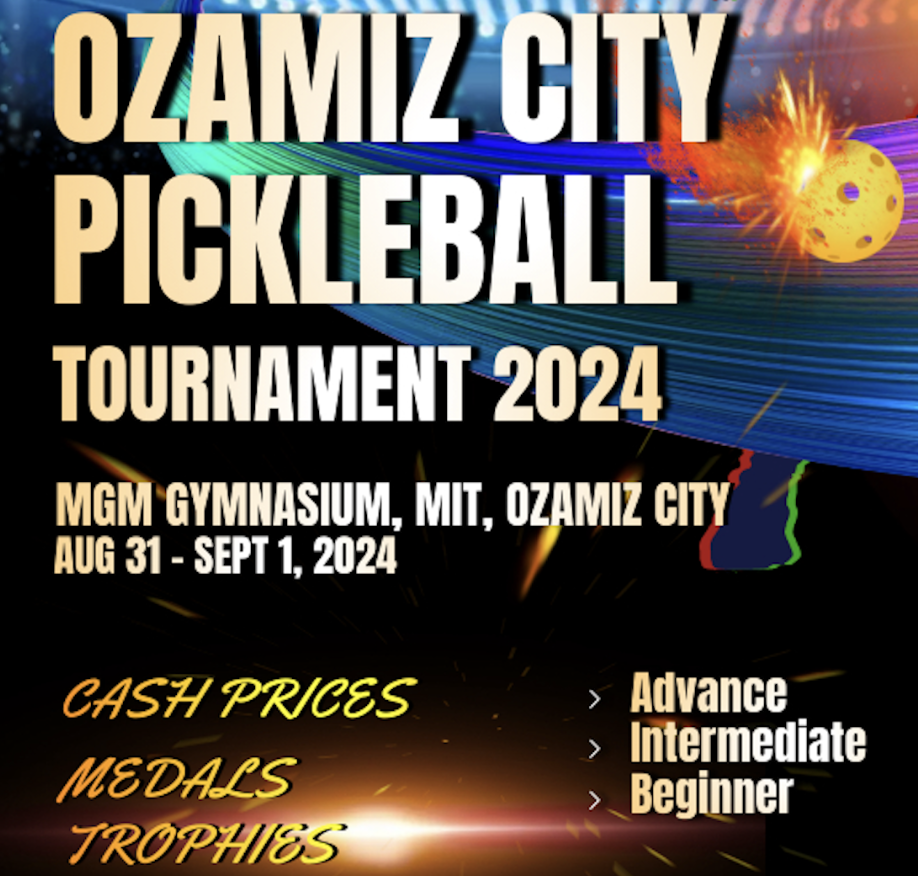 OZAMIZ CITY
PICKLEBALL
TOURNAMENT 2024
MGM GYMNASIUM, MIT, OZAMIZ CITY
AUG 31 - SEPT 1, 2024
CASH PRICES
MEDALS
TROPHIES
> Advance
> Intermediate
> Beginner